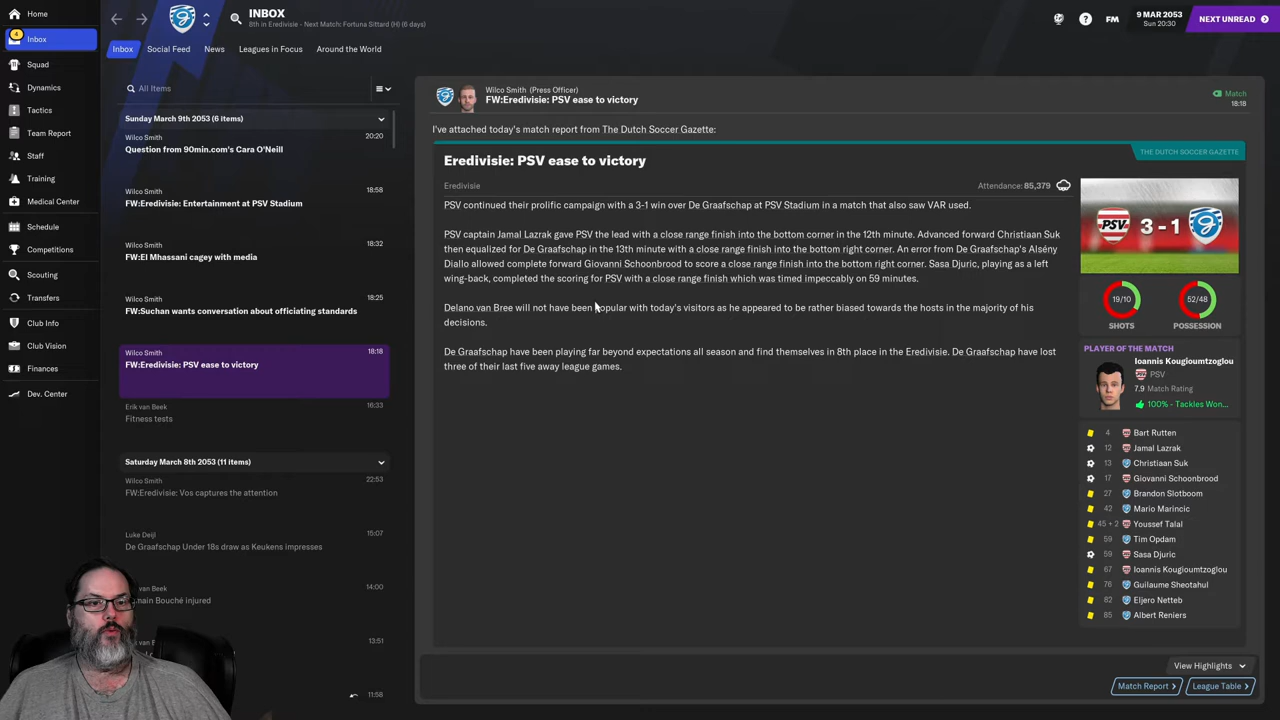 Home
4
Inbox
Squad
Dynamics
Tactics
Team Report
Staff
Training
Medical Center
Schedule
Competitions
Scouting
Transfers
Club Info
Club Vision
Finances
Dev. Center
INBOX
8th in Eredivisie - Next Match: Fortuna Sittard (H) (6 days)
FM
9 MAR 2053
Sun 20:30
NEXT UNREAD
Inbox Social Feed News Leagues in Focus Around the World
All Items
Sunday March 9th 2053 (6 items)
Wilco Smith 20:20
Question from 90min.com's Cara O'Neill
Wilco Smith 18:58
FW:Eredivisie: Entertainment at PSV Stadium
Wilco Smith 18:32
FW:El Mhassani cagey with media
Wilco Smith 18:25
FW:Suchan wants conversation about officiating standards
Wilco Smith 18:18
FW:Eredivisie: PSV ease to victory
Erik van Beek 16:33
Fitness tests
Saturday March 8th 2053 (11 items)
Wilco Smith 22:53
FW:Eredivisie: Vos captures the attention
Luke Deijl 15:07
De Graafschap Under 18s draw as Keukens impresses
van Beek 14:00
main Bouché injured
van B 13:51
11:58
Wilco Smith (Press Officer)
FW:Eredivisie: PSV ease to victory
Match
18:18
I've attached today's match report from The Dutch Soccer Gazette:
Eredivisie: PSV ease to victory
THE DUTCH SOCCER GAZETTE
Eredivisie
Attendance: 85,379
PSV continued their prolific campaign with a 3-1 win over De Graafschap at PSV Stadium in a match that also saw VAR used.
PSV captain Jamal Lazrak gave PSV the lead with a close range finish into the bottom corner in the 12th minute. Advanced forward Christiaan Suk
then equalized for De Graafschap in the 13th minute with a close range finish into the bottom right corner. An error from De Graafschap's Alsény
Diallo allowed complete forward Giovanni Schoonbrood to score a close range finish into the bottom right corner. Sasa Djuric, playing as a left
wing-back, completed the scoring for PSV with a close range finish which was timed impeccably on 59 minutes.
Delano van Bree will not have been popular with today's visitors as he appeared to be rather biased towards the hosts in the majority of his
decisions.
De Graafschap have been playing far beyond expectations all season and find themselves in 8th place in the Eredivisie. De Graafschap have lost
three of their last five away league games.
PSV 3 - 1
19/10 52/48
SHOTS POSSESSION
PLAYER OF THE MATCH
Ioannis Kougioumtzoglou
PSV
7.9 Match Rating
100% - Tackles Won...
4 Bart Rutten
12 Jamal Lazrak
13 Christiaan Suk
17 Giovanni Schoonbrood
27 Brandon Slotboom
42 Mario Marincic
45 + 2 Youssef Talal
59 Tim Opdam
59 Sasa Djuric
67 Ioannis Kougioumtzoglou
76 Guilaume Sheotahul
82 Eljero Netteb
85 Albert Reniers
View Highlights
Match Report
League Table